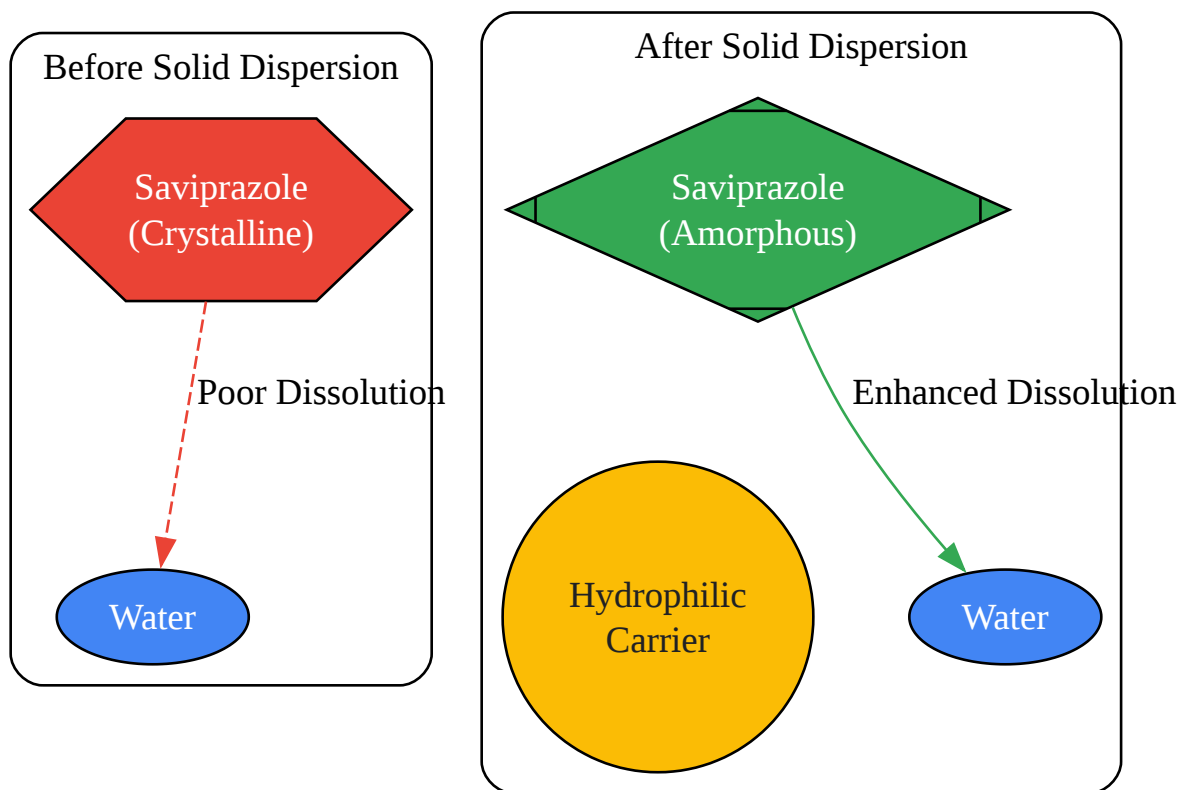 Before Solid Dispersion
Saviprazole
(Crystalline)
Poor Dissolution
Water
After Solid Dispersion
Saviprazole
(Amorphous)
Enhanced Dissolution
Hydrophilic
Carrier
Water